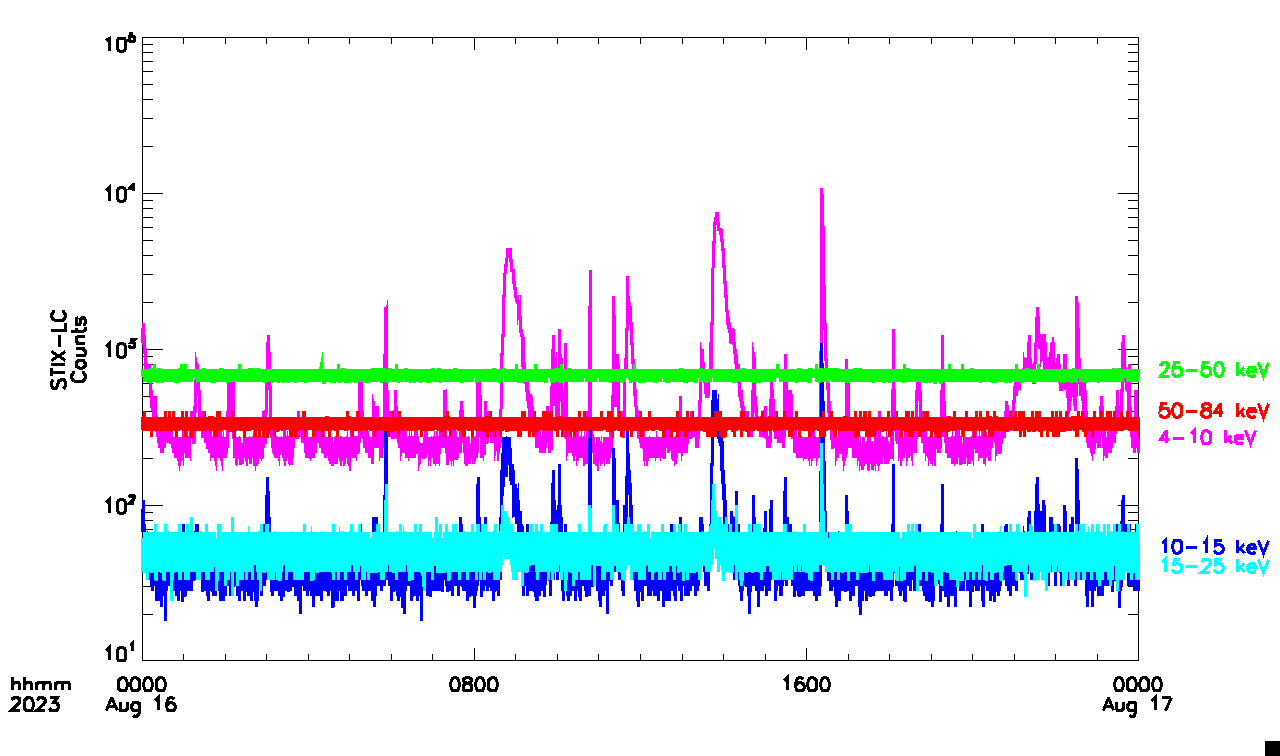 10⁵
10⁴
10³
10²
10¹
STIX-LC
Counts
25-50 keV
50-84 keV
4-10 keV
10-15 keV
15-25 keV
hhmm
2023
0000
Aug 16
0800
1600
0000
Aug 17